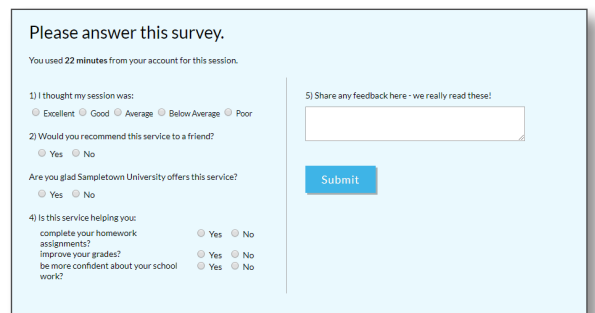 Please answer this survey.
You used 22 minutes from your account for this session.
1) I thought my session was:
Excellent Good Average Below Average Poor
2) Would you recommend this service to a friend?
Yes No
Are you glad Sampletown University offers this service?
Yes No
4) Is this service helping you:
complete your homework Yes No
assignments?
improve your grades? Yes No
be more confident about your school Yes No
work?
5) Share any feedback here - we really read these!
Submit